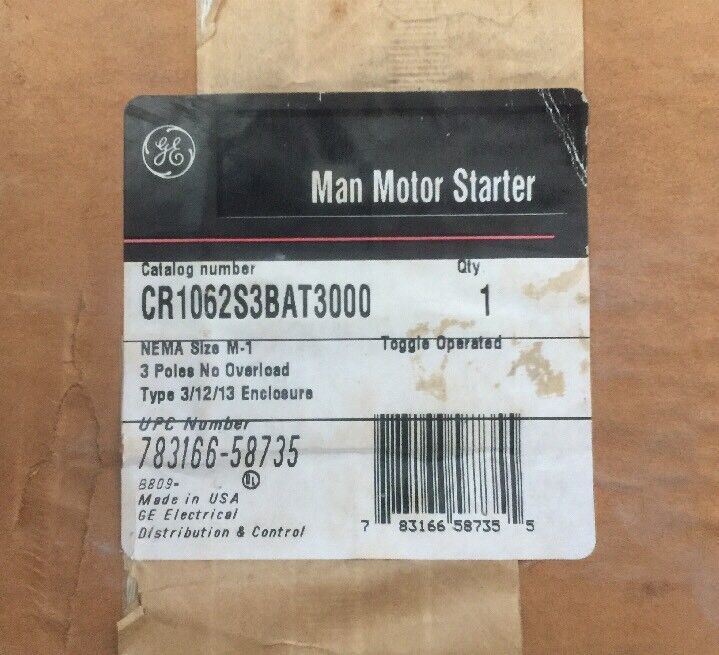 GE
Man Motor Starter
Catalog number Qty
CR1062S3BAT3000 1
NEMA Size M-1 Toggle Operated
3 Poles No Overload
Type 3/12/13 Enclosure
UPC Number
783166-58735
B809- UL
Made in USA
GE Electrical
Distribution & Control
7 83166 58735 5